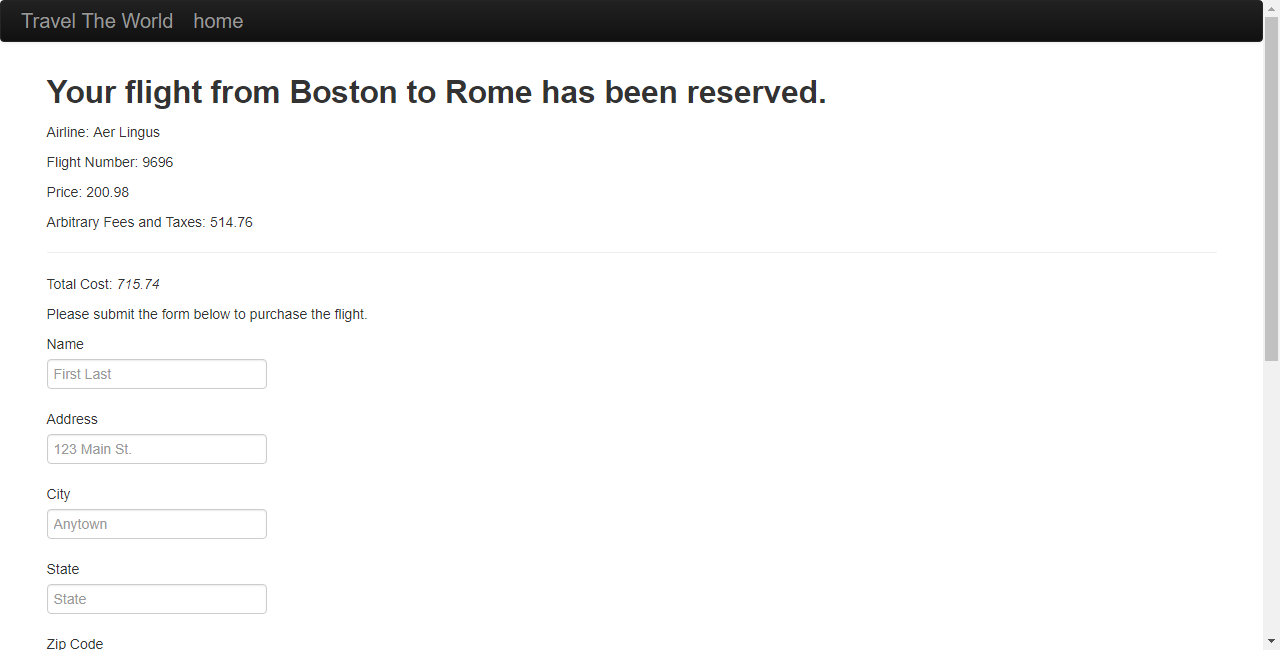 Travel The World home
Your flight from Boston to Rome has been reserved.
Airline: Aer Lingus
Flight Number: 9696
Price: 200.98
Arbitrary Fees and Taxes: 514.76
Total Cost: 715.74
Please submit the form below to purchase the flight.
Name
First Last
Address
123 Main St.
City
Anytown
State
State
Zip Code